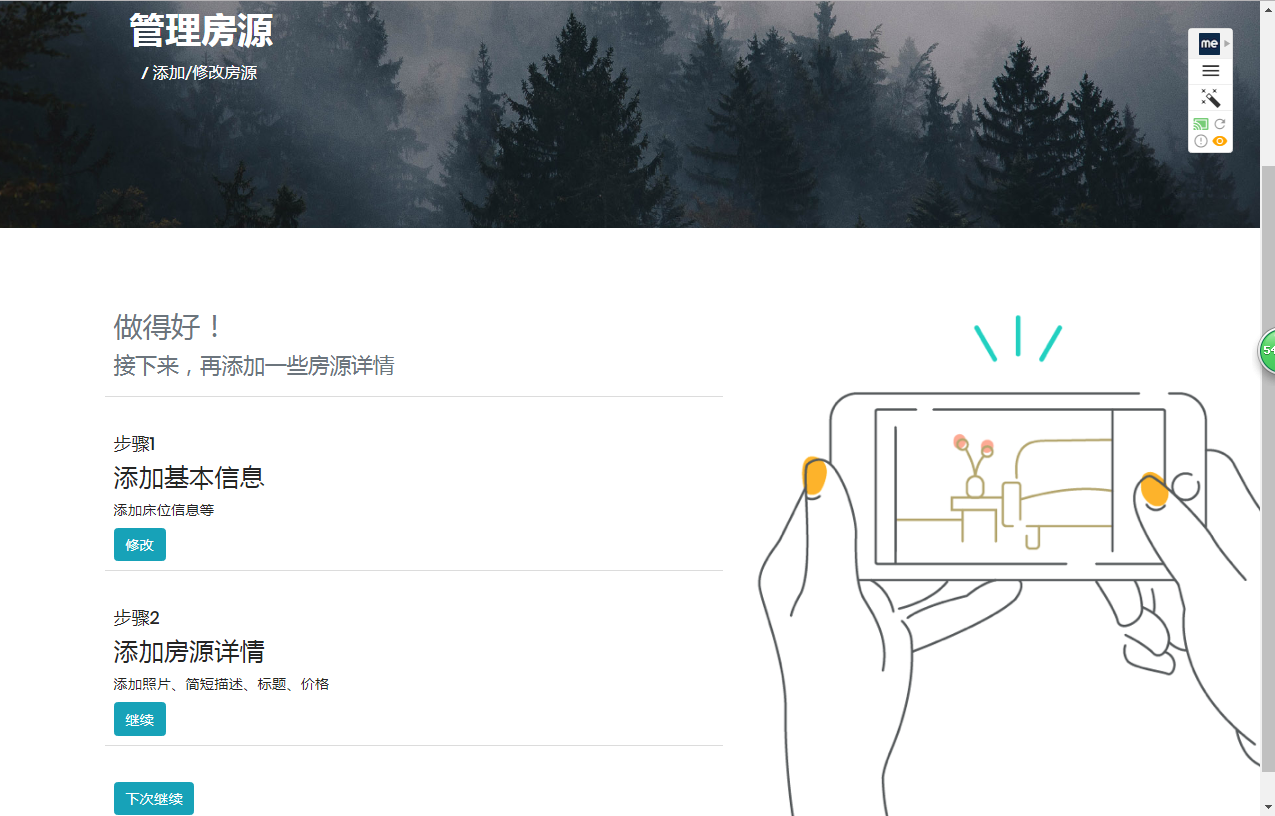 管理房源
/ 添加/修改房源
me
做得好！
接下来，再添加一些房源详情
步骤1
添加基本信息
添加床位信息等
修改
步骤2
添加房源详情
添加照片、简短描述、标题、价格
继续
下次继续